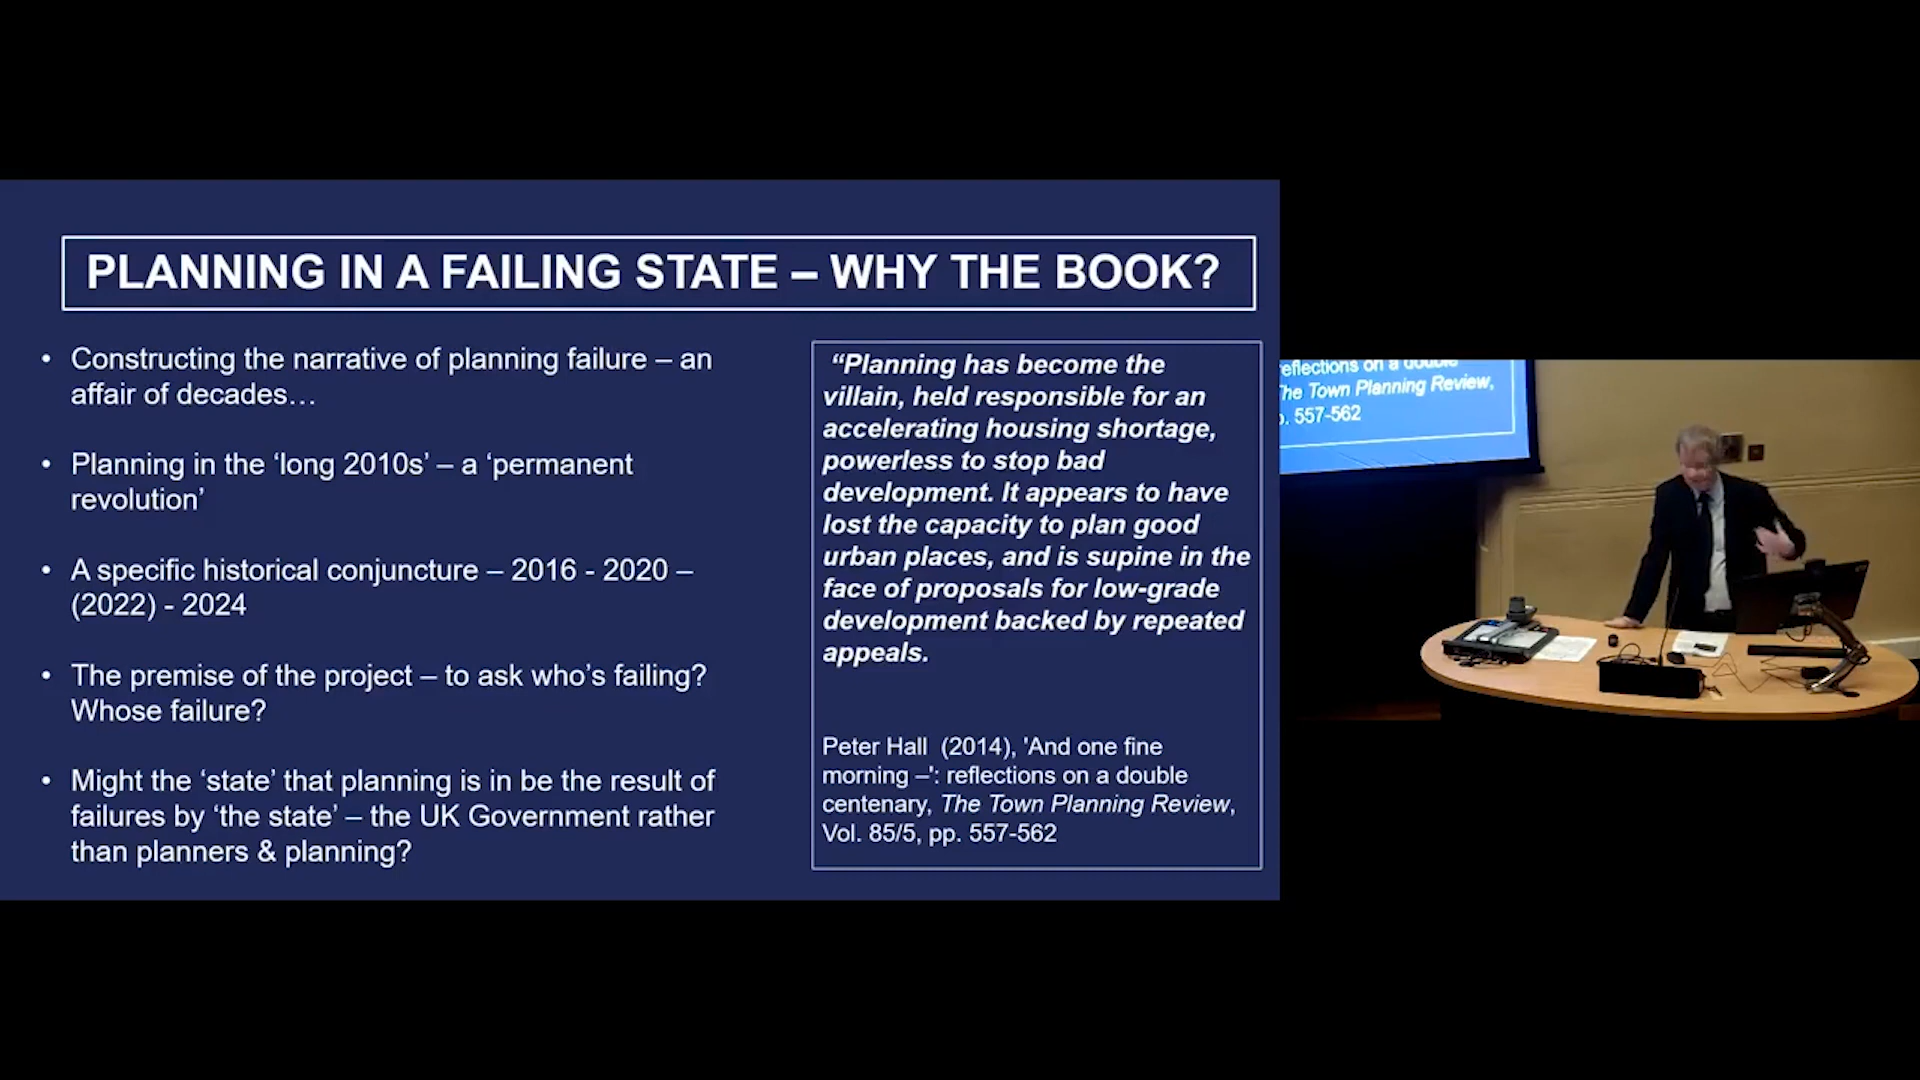 PLANNING IN A FAILING STATE – WHY THE BOOK?
• Constructing the narrative of planning failure – an
affair of decades…
• Planning in the ‘long 2010s’ – a ‘permanent
revolution’
• A specific historical conjuncture – 2016 - 2020 –
(2022) - 2024
• The premise of the project – to ask who’s failing?
Whose failure?
• Might the ‘state’ that planning is in be the result of
failures by ‘the state’ – the UK Government rather
than planners & planning?
“Planning has become the
villain, held responsible for an
accelerating housing shortage,
powerless to stop bad
development. It appears to have
lost the capacity to plan good
urban places, and is supine in the
face of proposals for low-grade
development backed by repeated
appeals.
Peter Hall (2014), 'And one fine
morning –': reflections on a double
centenary, The Town Planning Review,
Vol. 85/5, pp. 557-562
reflections on a double
The Town Planning Review,
p. 557-562